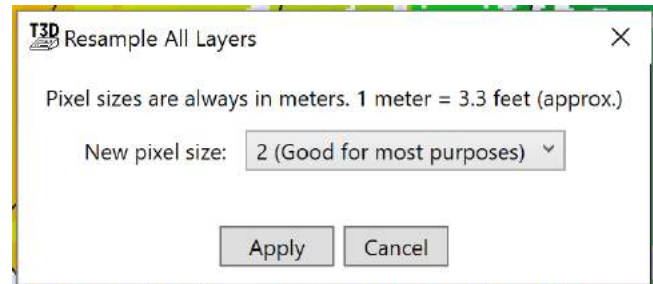 T3D Resample All Layers
Pixel sizes are always in meters. 1 meter = 3.3 feet (approx.)
New pixel size: 2 (Good for most purposes)
Apply Cancel